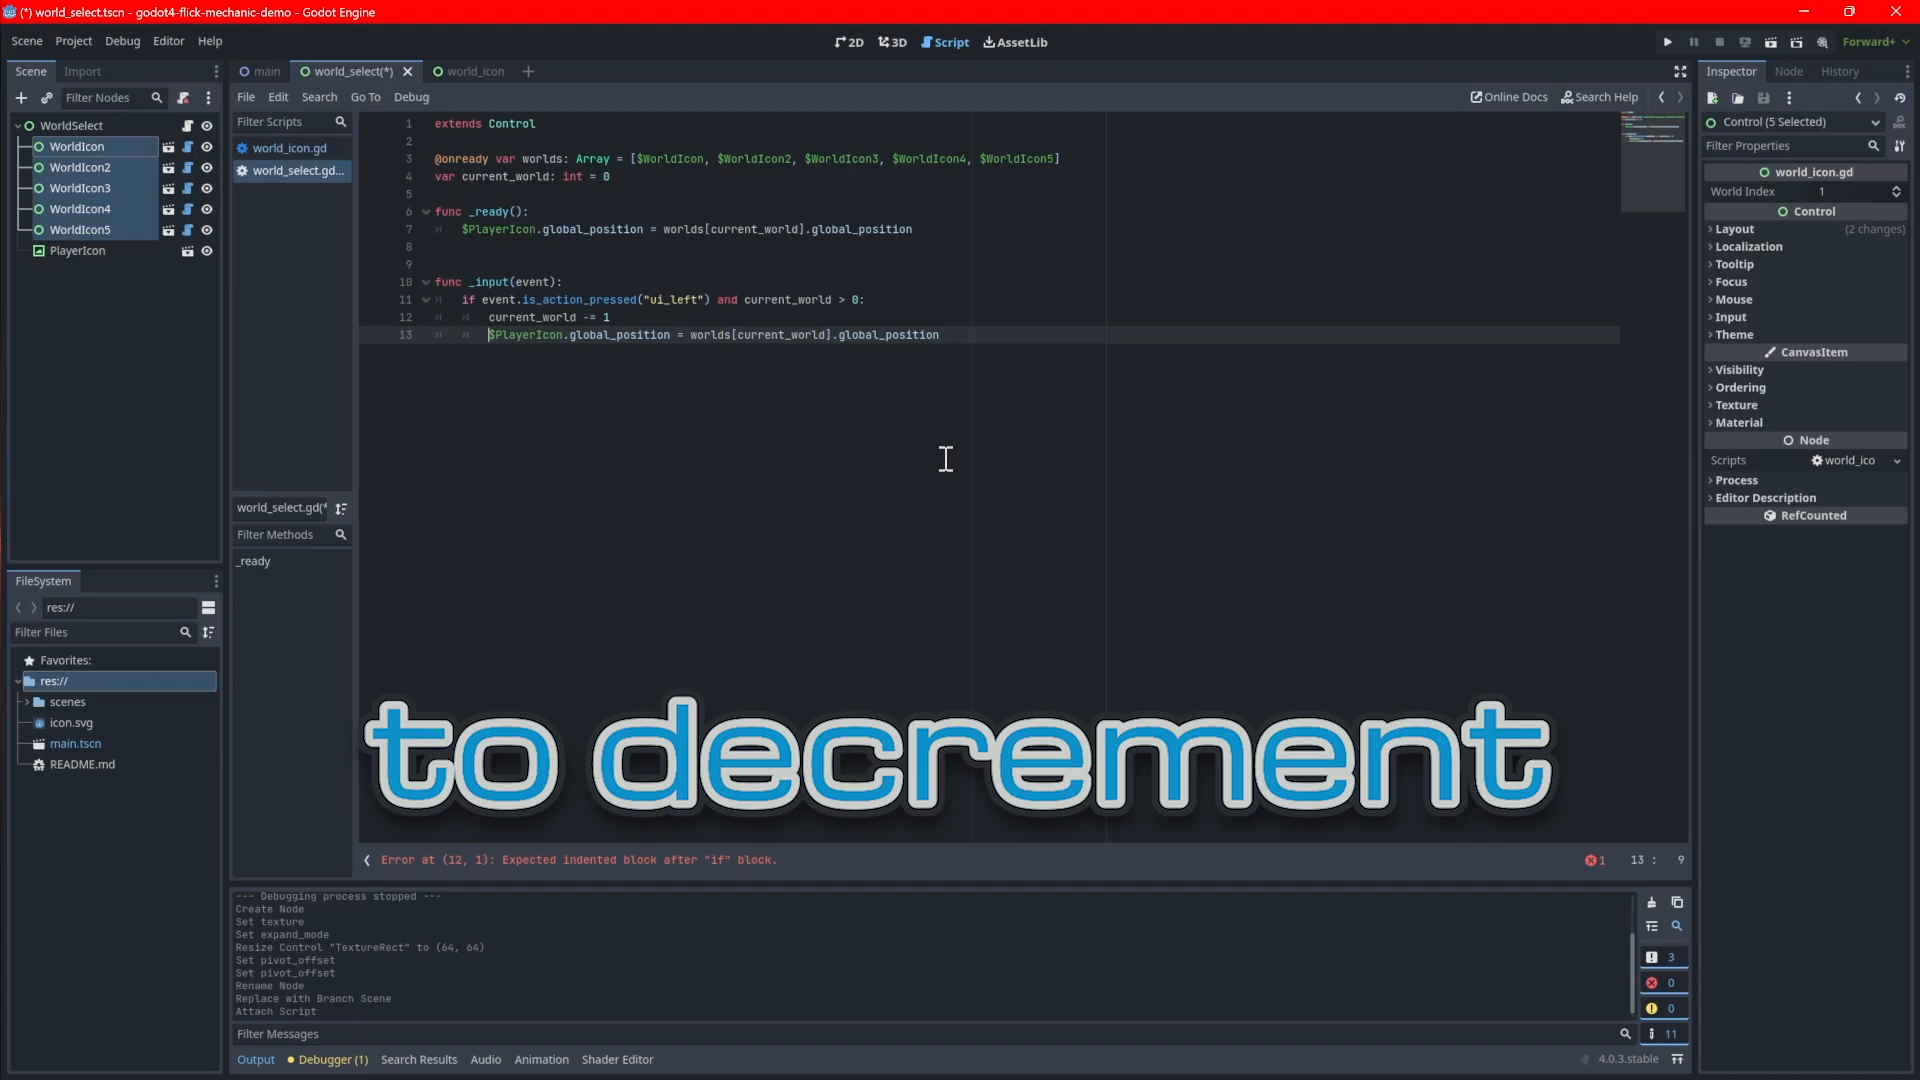 (*) world_select.tscn - godot4-flick-mechanic-demo - Godot Engine
Scene Project Debug Editor Help
2D 3D Script AssetLib
Forward+
Scene Import
Filter Nodes
WorldSelect
WorldIcon
WorldIcon2
WorldIcon3
WorldIcon4
WorldIcon5
PlayerIcon
FileSystem
res://
Filter Files
Favorites:
res://
scenes
icon.svg
main.tscn
README.md
main world_select(*) world_icon
File Edit Search Go To Debug
Online Docs Search Help
Filter Scripts
world_icon.gd
world_select.gd...
world_select.gd(*
Filter Methods
_ready
1 extends Control
2
3 @onready var worlds: Array = [$WorldIcon, $WorldIcon2, $WorldIcon3, $WorldIcon4, $WorldIcon5]
4 var current_world: int = 0
5
6 func _ready():
7 $PlayerIcon.global_position = worlds[current_world].global_position
8
9
10 func _input(event):
11 if event.is_action_pressed("ui_left") and current_world > 0:
12 current_world -= 1
13 $PlayerIcon.global_position = worlds[current_world].global_position
to decrement
Error at (12, 1): Expected indented block after "if" block.
1 13 : 9
--- Debugging process stopped ---
Create Node
Set texture
Set expand_mode
Resize Control "TextureRect" to (64, 64)
Set pivot_offset
Set pivot_offset
Rename Node
Replace with Branch Scene
Attach Script
3
0
0
11
Filter Messages
Output Debugger (1) Search Results Audio Animation Shader Editor
4.0.3.stable
Inspector Node History
Control (5 Selected)
Filter Properties
world_icon.gd
World Index 1
Control
Layout (2 changes)
Localization
Tooltip
Focus
Mouse
Input
Theme
CanvasItem
Visibility
Ordering
Texture
Material
Node
Scripts world_ico
Process
Editor Description
RefCounted